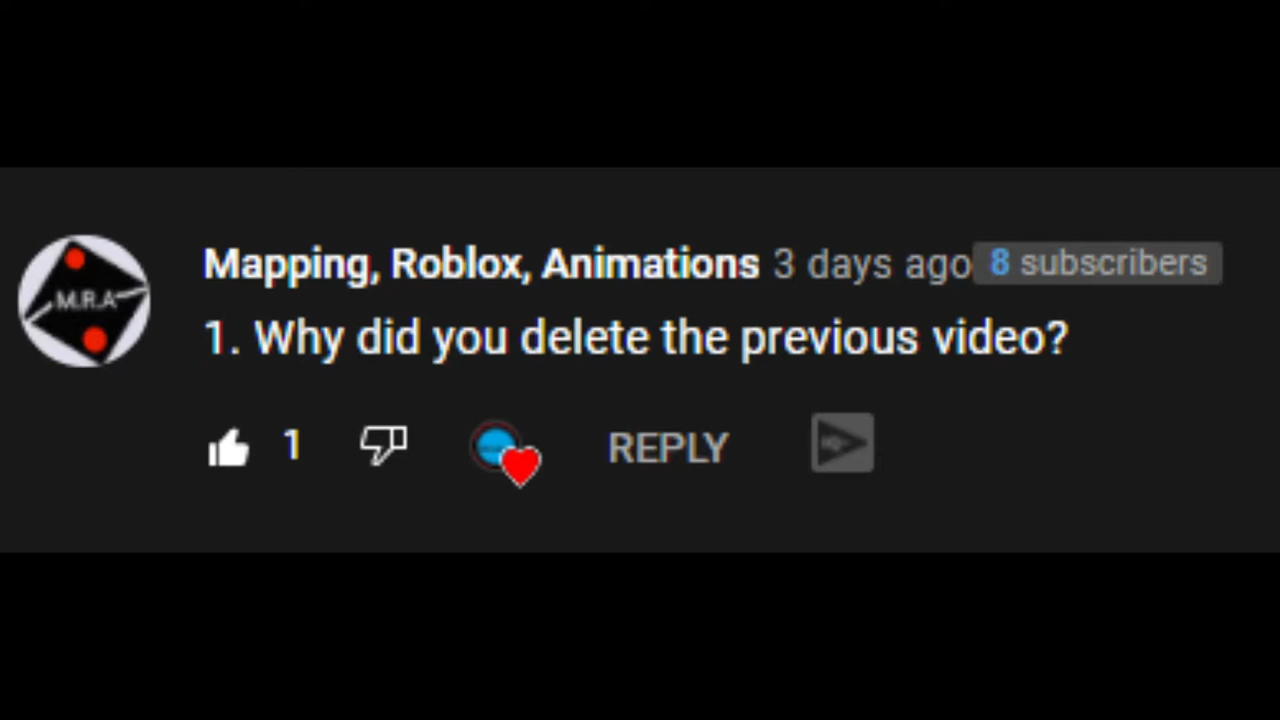 Mapping, Roblox, Animations 3 days ago 8 subscribers
M.R.A
1. Why did you delete the previous video?
1 REPLY